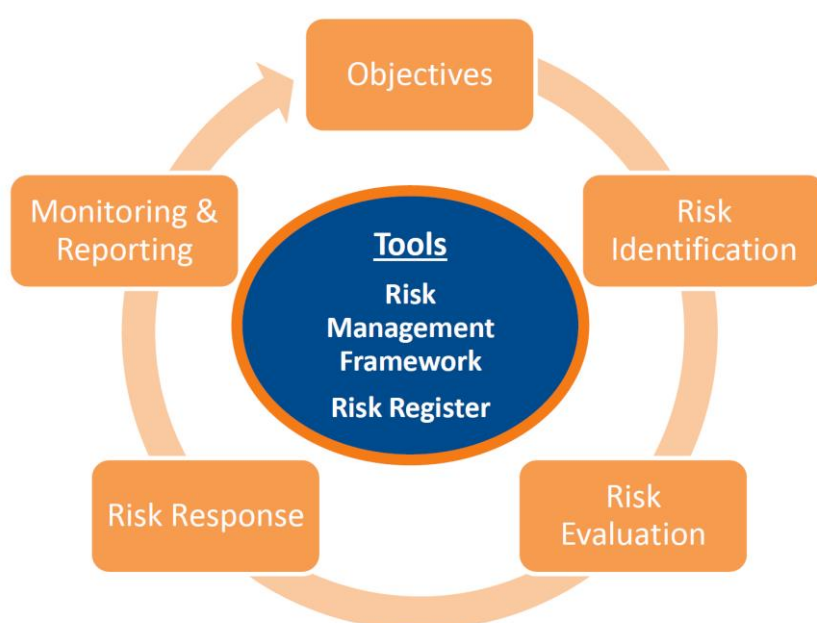 Objectives
Risk
Identification
Risk
Evaluation
Risk Response
Monitoring &
Reporting
Tools
Risk
Management
Framework
Risk Register